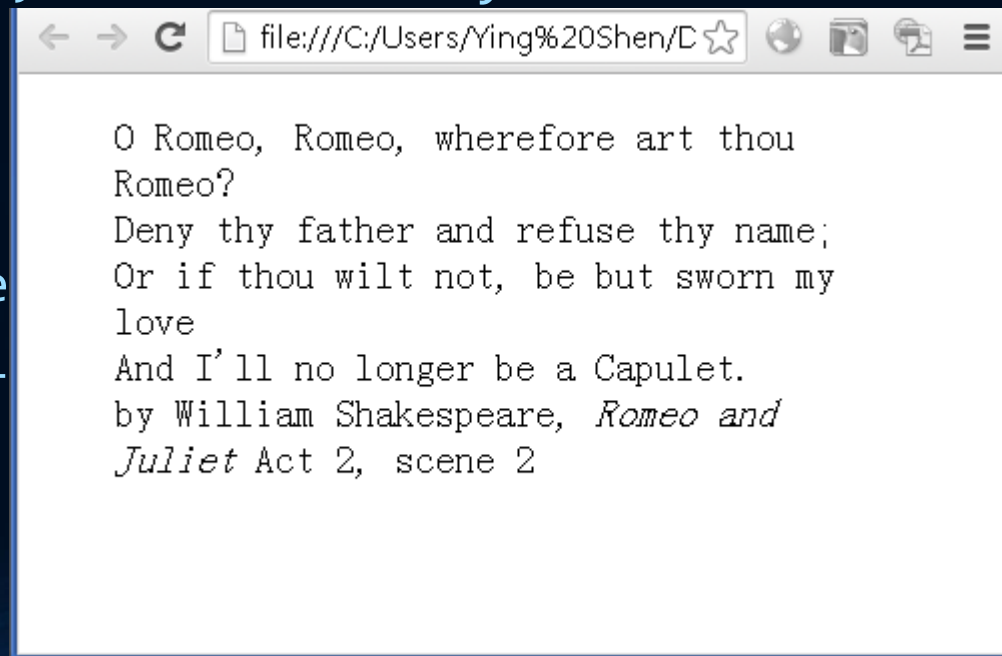 file:///C:/Users/Ying%20Shen/D
O Romeo, Romeo, wherefore art thou
Romeo?
Deny thy father and refuse thy name;
Or if thou wilt not, be but sworn my
love
And I'll no longer be a Capulet.
by William Shakespeare, Romeo and
Juliet Act 2, scene 2